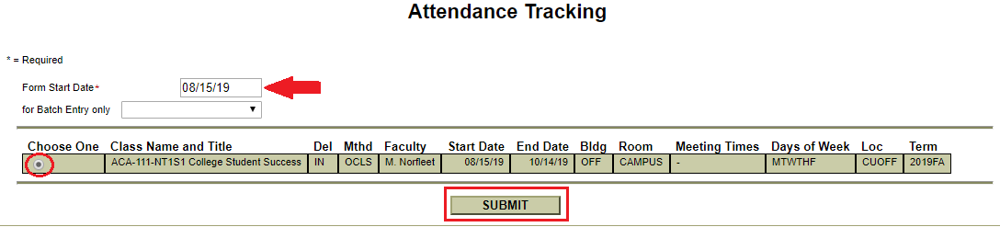 Attendance Tracking
* = Required
Form Start Date* 08/15/19
for Batch Entry only
Choose One Class Name and Title Del Mthd Faculty Start Date End Date Bldg Room Meeting Times Days of Week Loc Term
ACA-111-NT1S1 College Student Success IN OCLS M. Norfleet 08/15/19 10/14/19 OFF CAMPUS - MTWTHF CUOFF 2019FA
SUBMIT